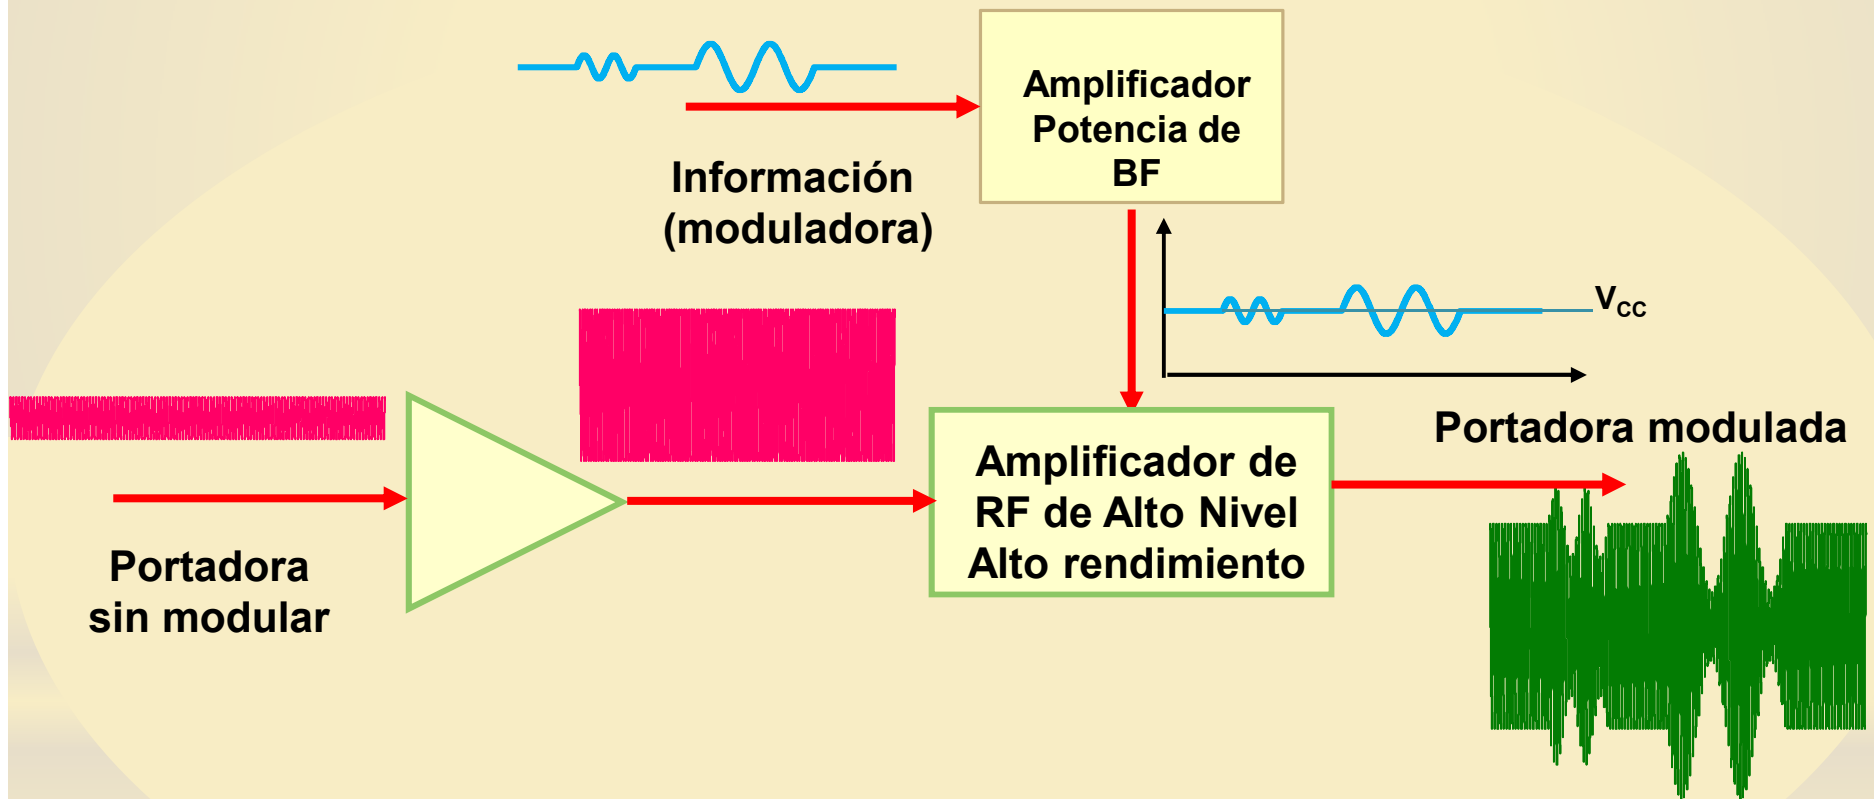 Amplificador
Potencia de
BF
Información
(moduladora)
VCC
Portadora modulada
Amplificador de
RF de Alto Nivel
Alto rendimiento
Portadora
sin modular